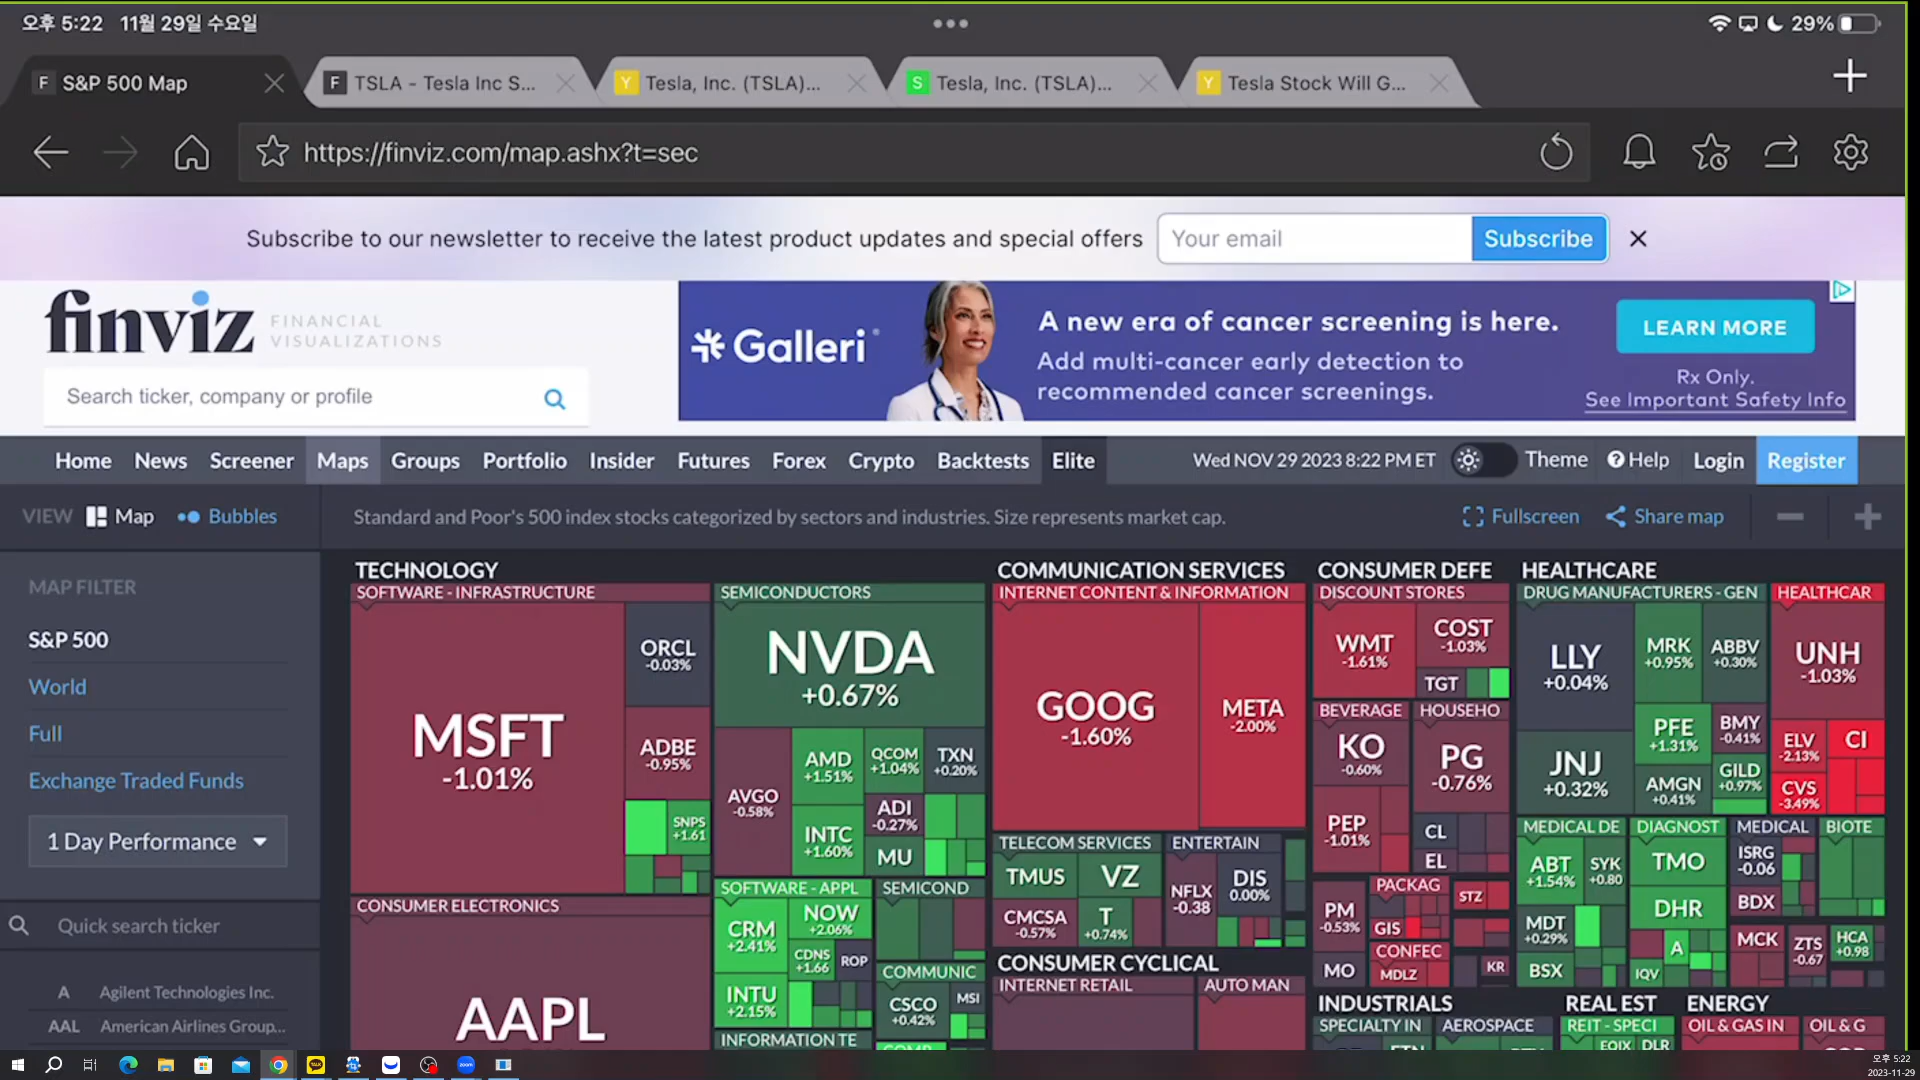 오후 5:22 11월 29일 수요일
29%
F S&P 500 Map
F TSLA - Tesla Inc S...
Y Tesla, Inc. (TSLA)...
S Tesla, Inc. (TSLA)...
Y Tesla Stock Will G...
https://finviz.com/map.ashx?t=sec
Subscribe to our newsletter to receive the latest product updates and special offers
Your email
Subscribe
finviz FINANCIAL VISUALIZATIONS
Search ticker, company or profile
Galleri
A new era of cancer screening is here.
Add multi-cancer early detection to
recommended cancer screenings.
LEARN MORE
Rx Only.
See Important Safety Info
Home News Screener Maps Groups Portfolio Insider Futures Forex Crypto Backtests Elite
Wed NOV 29 2023 8:22 PM ET
Theme Help Login Register
VIEW Map Bubbles
Standard and Poor's 500 index stocks categorized by sectors and industries. Size represents market cap.
Fullscreen Share map
MAP FILTER
S&P 500
World
Full
Exchange Traded Funds
1 Day Performance
Quick search ticker
A Agilent Technologies Inc.
AAL American Airlines Group...
TECHNOLOGY
SOFTWARE - INFRASTRUCTURE
MSFT
-1.01%
ORCL
-0.03%
ADBE
-0.95%
SNPS
+1.61
CONSUMER ELECTRONICS
AAPL
SEMICONDUCTORS
NVDA
+0.67%
AVGO
-0.58%
AMD
+1.51%
QCOM
+1.04%
TXN
+0.20%
INTC
+1.60%
ADI
-0.27%
MU
SOFTWARE - APPL
CRM
+2.41%
NOW
+2.06%
CDNS
+1.66
ROP
INTU
+2.15%
INFORMATION TE
SEMICOND
COMMUNIC
CSCO
+0.42%
MSI
COMMUNICATION SERVICES
INTERNET CONTENT & INFORMATION
GOOG
-1.60%
META
-2.00%
TELECOM SERVICES
TMUS
VZ
CMCSA
-0.57%
T
+0.74%
ENTERTAIN
NFLX
-0.38
DIS
0.00%
CONSUMER CYCLICAL
INTERNET RETAIL
AUTO MAN
CONSUMER DEFE
DISCOUNT STORES
WMT
-1.61%
COST
-1.03%
TGT
BEVERAGE
KO
-0.60%
PEP
-1.01%
HOUSEHO
PG
-0.76%
CL
EL
PM
-0.53%
MO
PACKAG
GIS
STZ
CONFEC
MDLZ
KR
HEALTHCARE
DRUG MANUFACTURERS - GEN
LLY
+0.04%
MRK
+0.95%
ABBV
+0.30%
JNJ
+0.32%
PFE
+1.31%
BMY
-0.41%
AMGN
+0.41%
GILD
+0.97%
HEALTHCAR
UNH
-1.03%
ELV
-2.13%
CI
CVS
-3.49%
MEDICAL DE
ABT
+1.54%
SYK
+0.80
MDT
+0.29%
BSX
DIAGNOST
TMO
DHR
A
IQV
MEDICAL
ISRG
-0.06
BDX
BIOTE
MCK
ZTS
-0.67
HCA
+0.98
INDUSTRIALS
SPECIALTY IN
AEROSPACE
REAL EST
REIT - SPECI
EQIX DLR
ENERGY
OIL & GAS IN
OIL & G
오후 5:22
2023-11-29